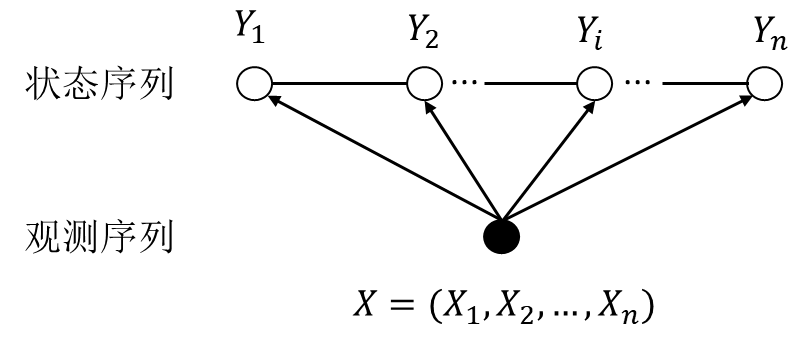 Y₁ Y₂ Yᵢ Yₙ
状态序列 ... ...
观测序列
X = (X₁, X₂, ..., Xₙ)